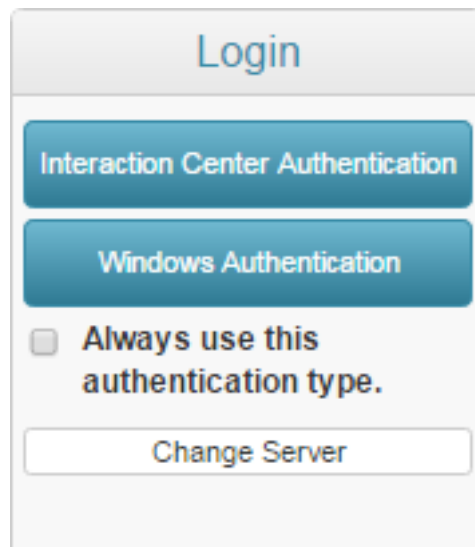 Login
Interaction Center Authentication
Windows Authentication
Always use this
authentication type.
Change Server